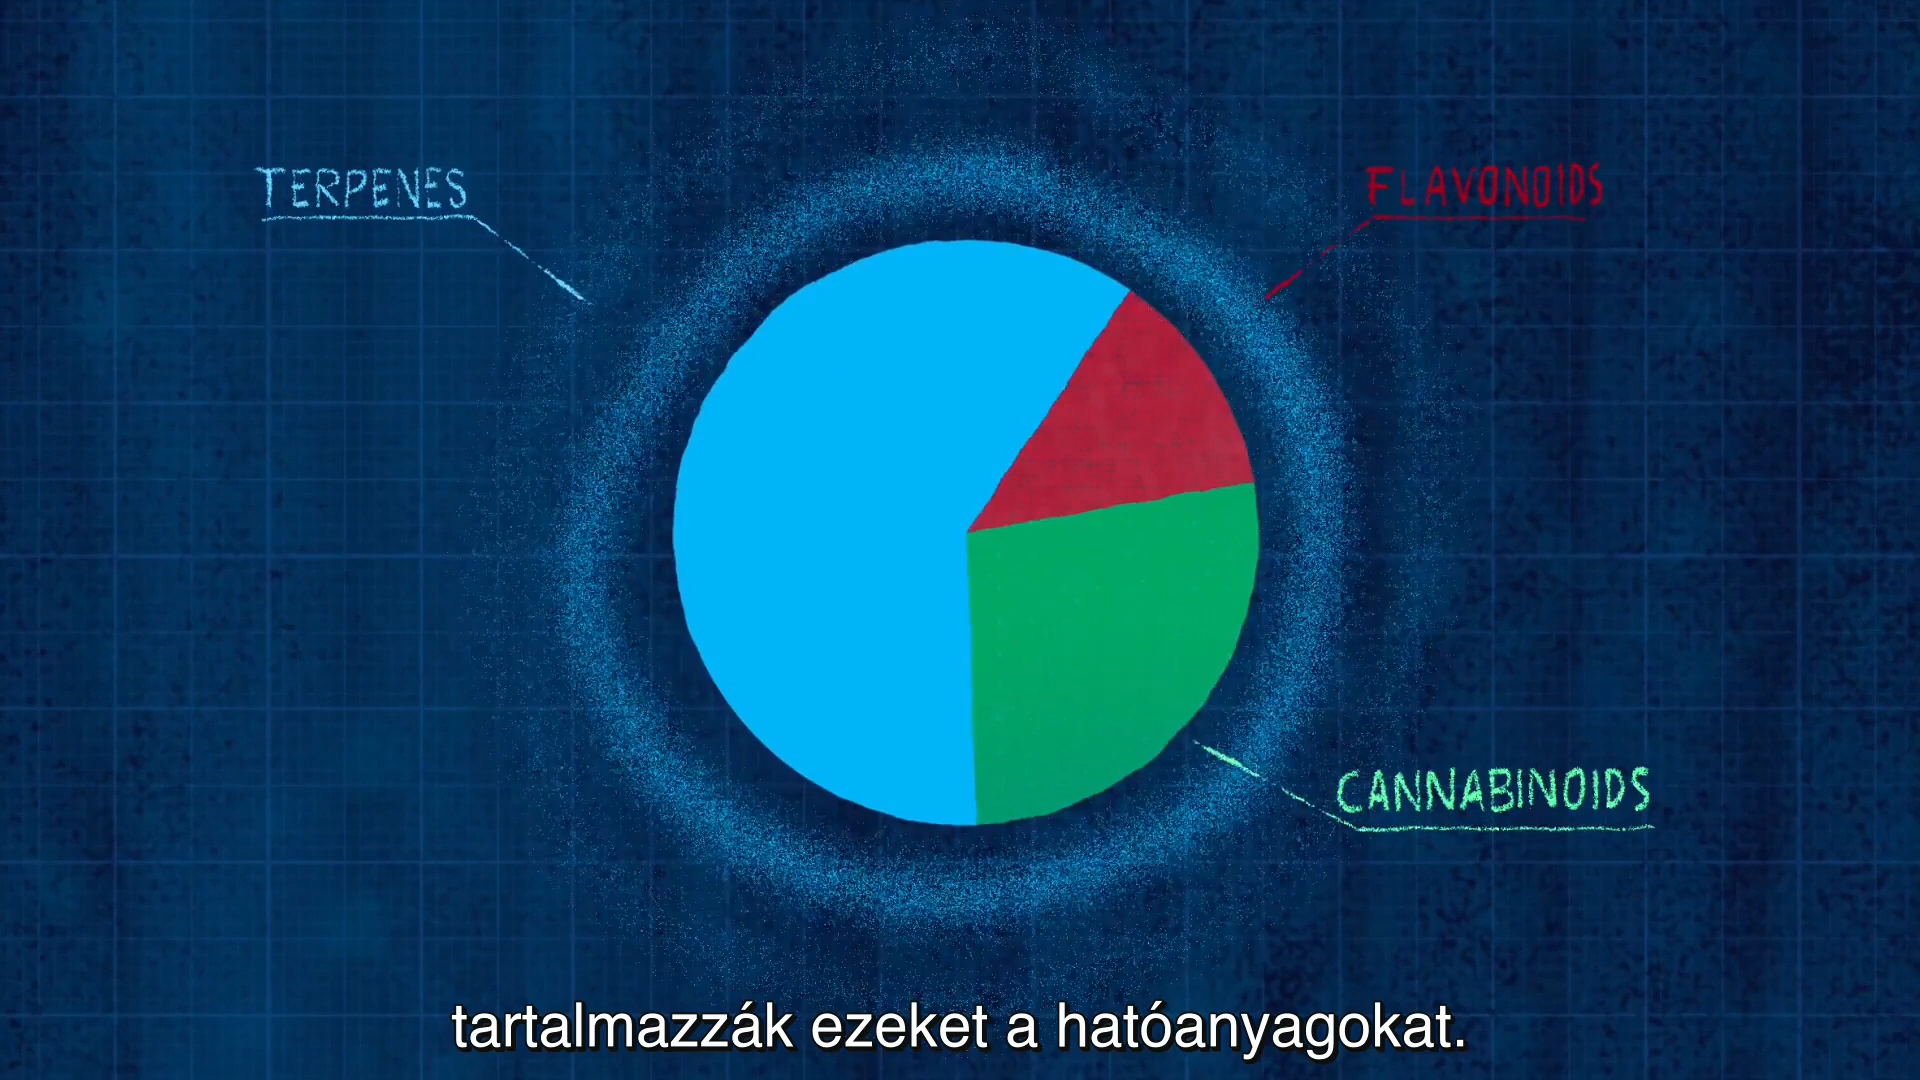 TERPENES
FLAVONOIDS
CANNABINOIDS
tartalmazzák ezeket a hatóanyagokat.